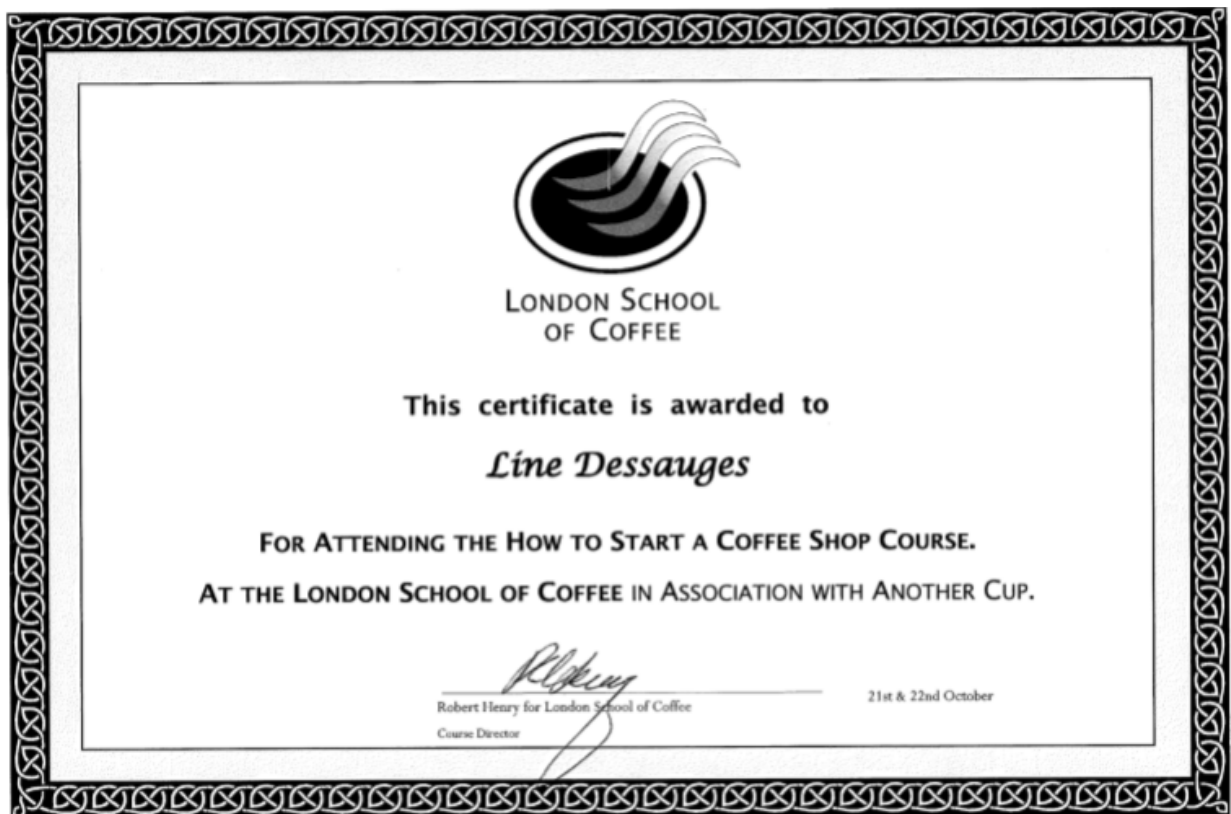 LONDON SCHOOL
OF COFFEE
This certificate is awarded to
Line Dessauges
FOR ATTENDING THE HOW TO START A COFFEE SHOP COURSE.
AT THE LONDON SCHOOL OF COFFEE IN ASSOCIATION WITH ANOTHER CUP.
Robert Henry for London School of Coffee
21st & 22nd October
Course Director